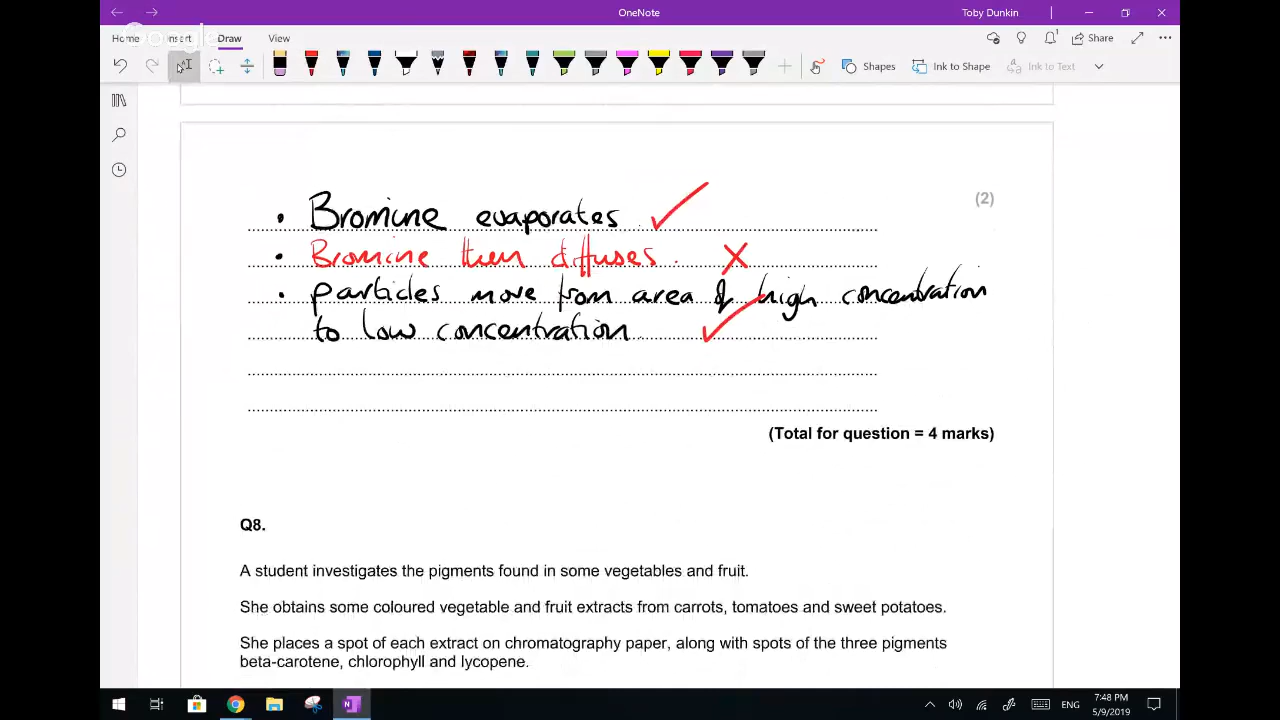 OneNote
Toby Dunkin
Google
Home Insert Draw View
Share
Shapes Ink to Shape Ink to Text
(2)
• Bromine evaporates
• Bromine then diffuses.
• particles move from area of high concentration
to low concentration.
(Total for question = 4 marks)
Q8.
A student investigates the pigments found in some vegetables and fruit.
She obtains some coloured vegetable and fruit extracts from carrots, tomatoes and sweet potatoes.
She places a spot of each extract on chromatography paper, along with spots of the three pigments
beta-carotene, chlorophyll and lycopene.
ENG
7:48 PM
5/9/2019